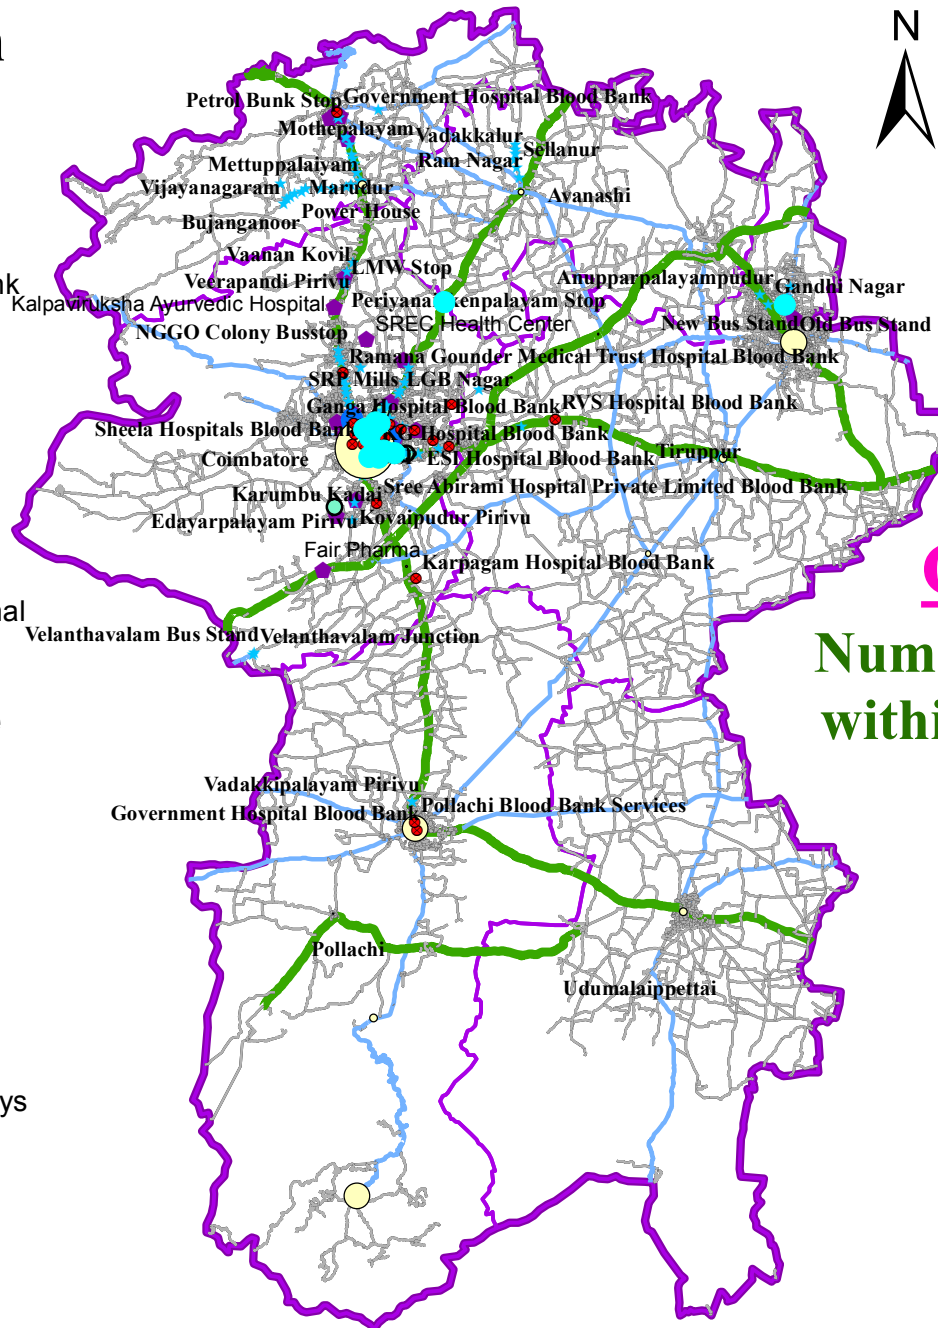 N
Petrol Bunk Stop
Government Hospital Blood Bank
Mothepalayam
Vadakkalur
Sellanur
Mettuppalaiyam
Ram Nagar
Vijayanagaram
Marudur
Avanashi
Bujanganoor
Power House
Vaanan Kovil
LMW Stop
Veerapandi Pirivu
Anupparpalayampudur
Gandhi Nagar
nk
Kalpaviruksha Ayurvedic Hospital
Stop
SREC Health Center
New Bus Stand
Old Bus Stand
NGGO Colony Busstop
Ramana Gounder Medical Trust Hospital Blood Bank
SRP Mills
LGB Nagar
Ganga Hospital Blood Bank
RVS Hospital Blood Bank
Sheela Hospitals Blood Bank
KG Hospital Blood Bank
Coimbatore
ESI Hospital Blood Bank
Tiruppur
Karumbu Kadai
Sree Abirami Hospital Private Limited Blood Bank
Edayarpalayam Pirivu
Kovaipudur Pirivu
Fair Pharma
Karpagam Hospital Blood Bank
nal
Velanthavalam Bus Stand
Velanthavalam Junction
Num
withi
Vadakkipalayam Pirivu
Pollachi Blood Bank Services
Government Hospital Blood Bank
Pollachi
Udumalaippettai
ys